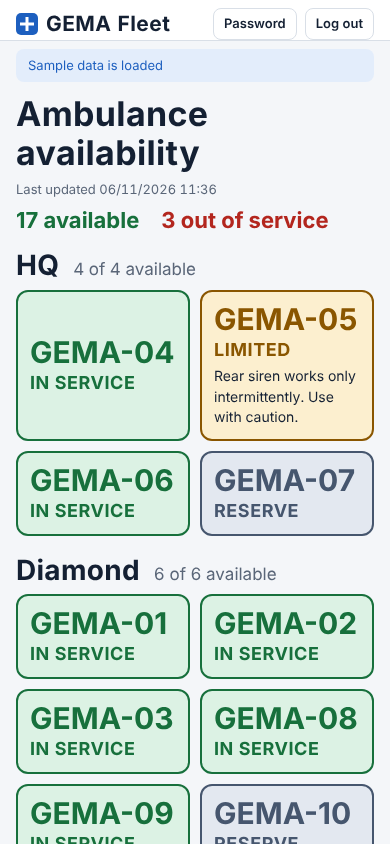 GEMA Fleet
Password
Log out
Sample data is loaded
Ambulance
availability
Last updated 06/11/2026 11:36
17 available 3 out of service
HQ 4 of 4 available
GEMA-04
IN SERVICE
GEMA-05
LIMITED
Rear siren works only
intermittently. Use
with caution.
GEMA-06
IN SERVICE
GEMA-07
RESERVE
Diamond 6 of 6 available
GEMA-01
IN SERVICE
GEMA-02
IN SERVICE
GEMA-03
IN SERVICE
GEMA-08
IN SERVICE
GEMA-09
IN SERVICE
GEMA-10
RESERVE